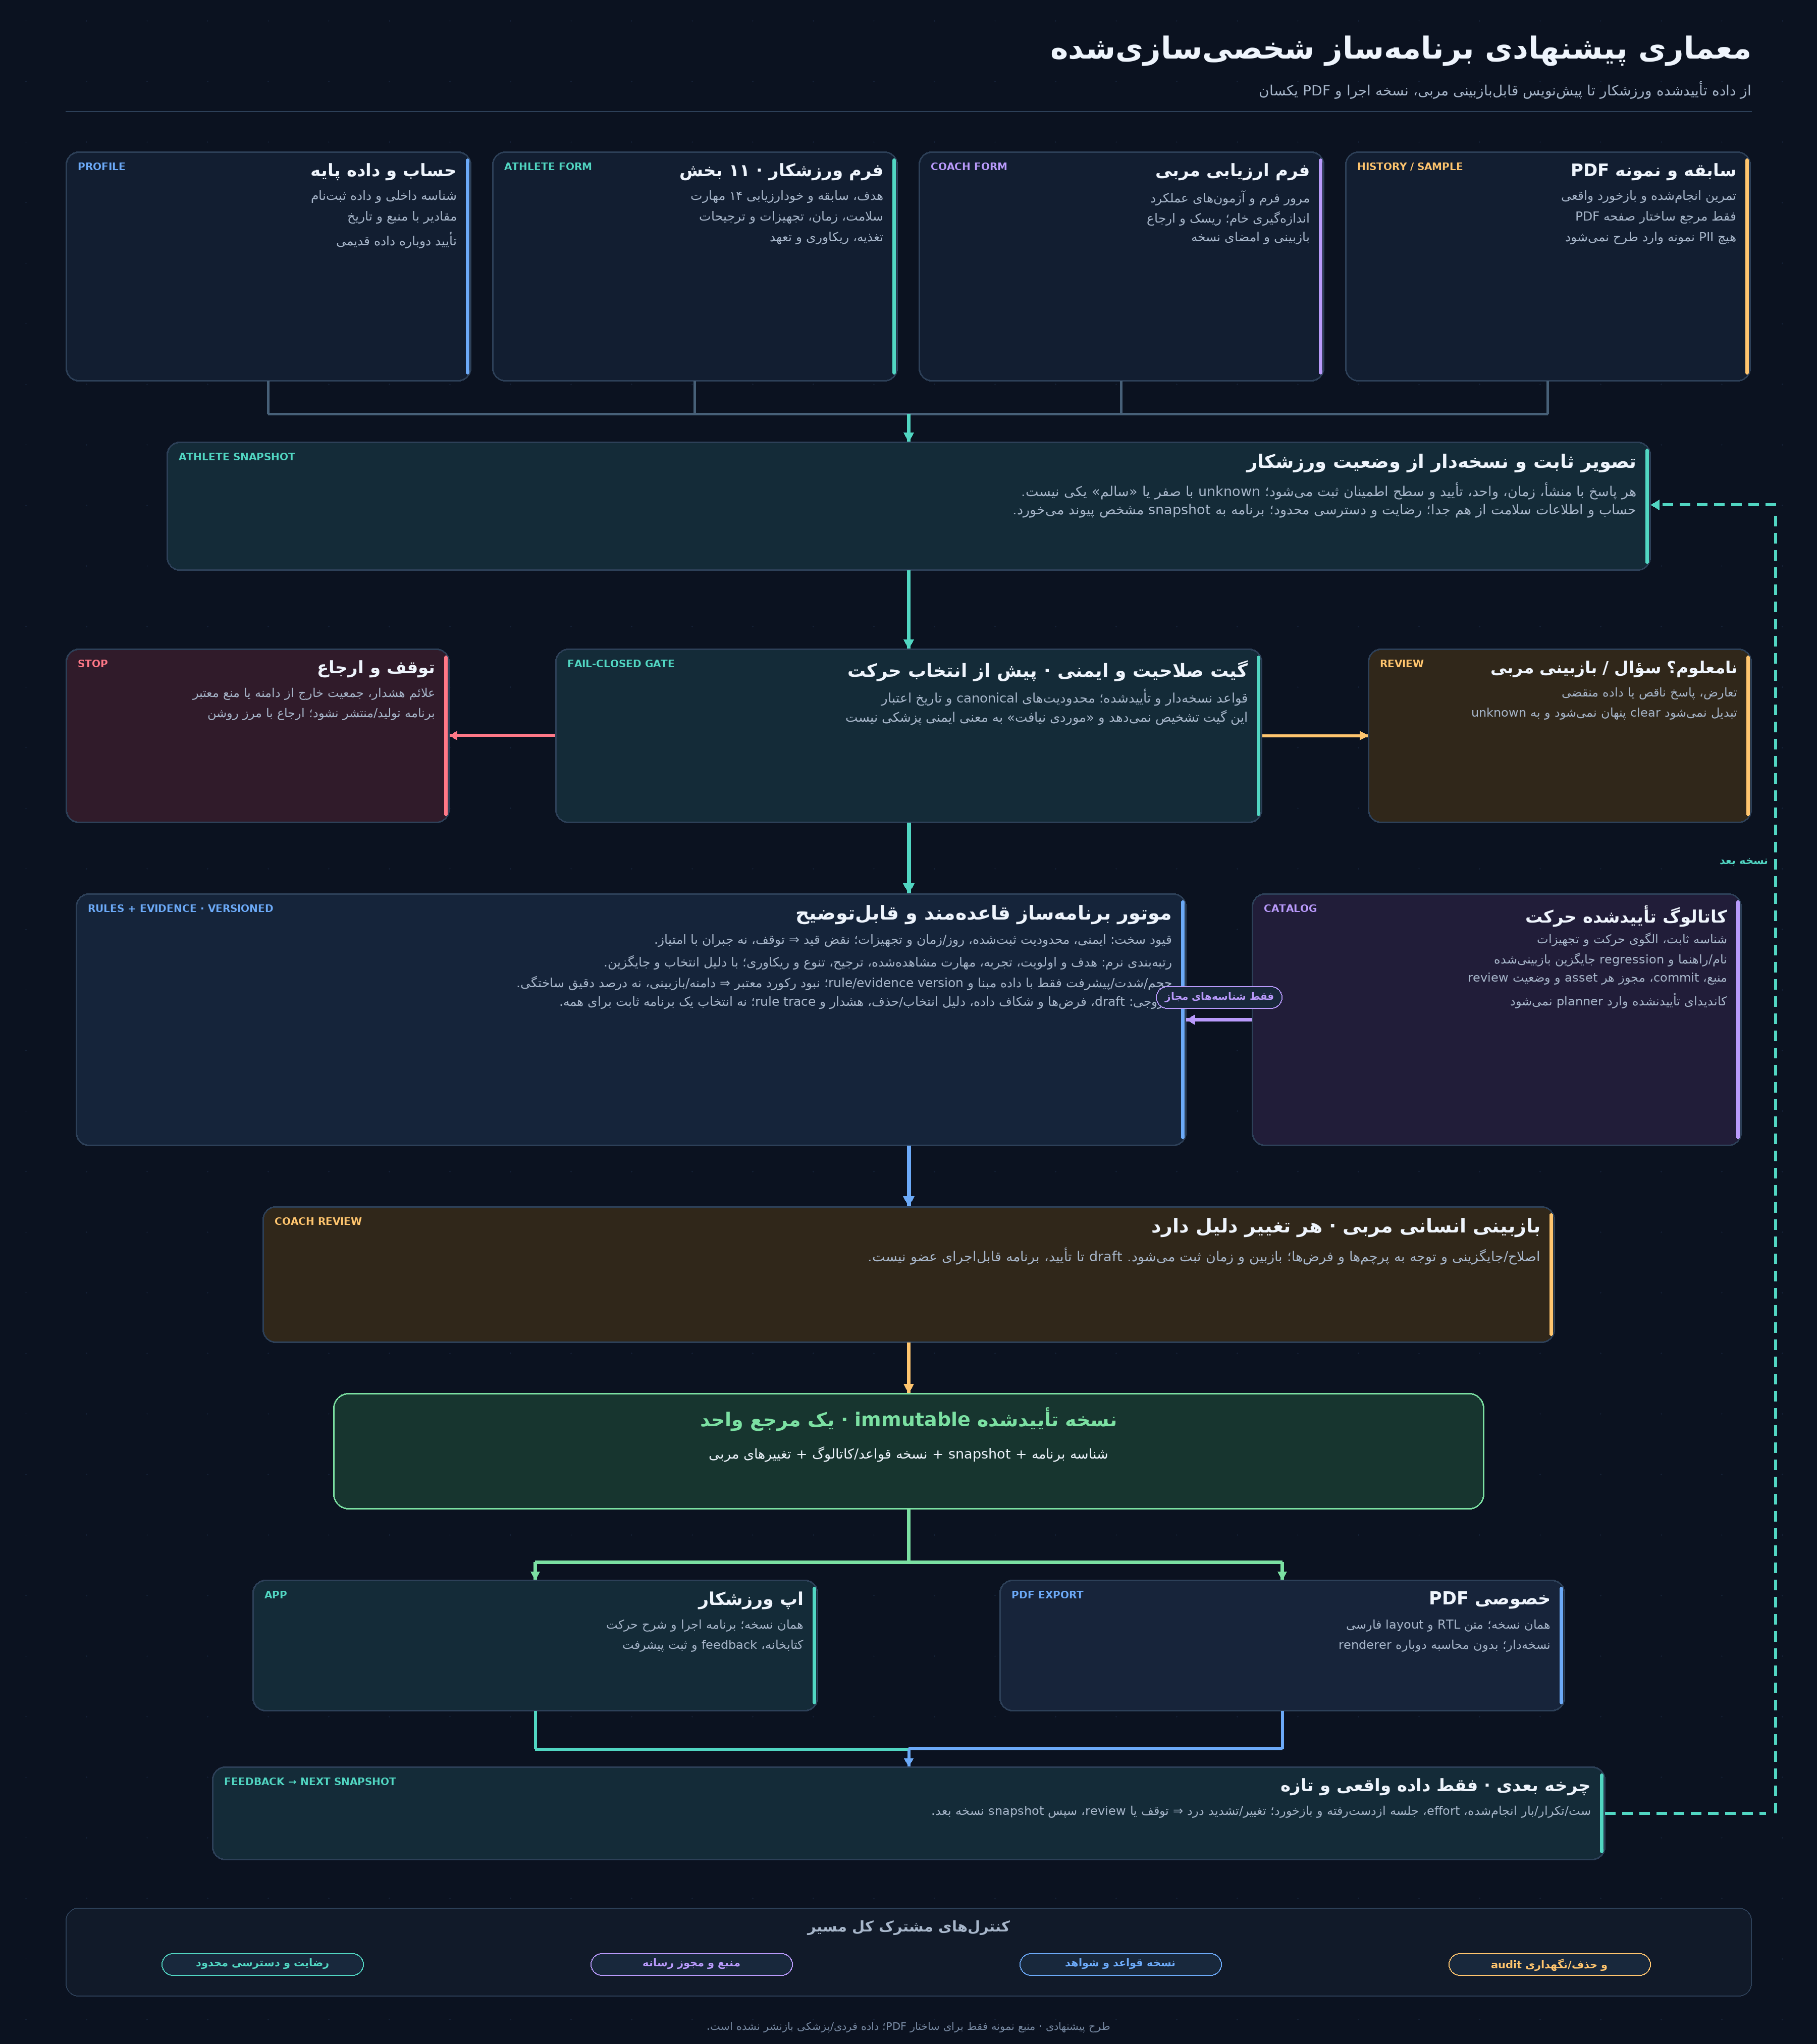 معماری پیشنهادی برنامه‌ساز شخصی‌سازی‌شده
از داده تأییدشده ورزشکار تا پیش‌نویس قابل‌بازبینی مربی، نسخه اجرا و PDF یکسان
HISTORY / SAMPLE
سابقه و نمونه PDF
تمرین انجام‌شده و بازخورد واقعی
فقط مرجع ساختار صفحه PDF
هیچ PII نمونه وارد طرح نمی‌شود
COACH FORM
فرم ارزیابی مربی
مرور فرم و آزمون‌های عملکرد
اندازه‌گیری خام؛ ریسک و ارجاع
بازبینی و امضای نسخه
ATHLETE FORM
فرم ورزشکار · ۱۱ بخش
هدف، سابقه و خودارزیابی ۱۴ مهارت
سلامت، زمان، تجهیزات و ترجیحات
تغذیه، ریکاوری و تعهد
PROFILE
حساب و داده پایه
شناسه داخلی و داده ثبت‌نام
مقادیر با منبع و تاریخ
تأیید دوباره داده قدیمی
ATHLETE SNAPSHOT
تصویر ثابت و نسخه‌دار از وضعیت ورزشکار
هر پاسخ با منشأ، زمان، واحد، تأیید و سطح اطمینان ثبت می‌شود؛ unknown با صفر یا «سالم» یکی نیست.
حساب و اطلاعات سلامت از هم جدا؛ رضایت و دسترسی محدود؛ برنامه به snapshot مشخص پیوند می‌خورد.
REVIEW
نامعلوم؟ سؤال / بازبینی مربی
تعارض، پاسخ ناقص یا داده منقضی
تبدیل نمی‌شود clear پنهان نمی‌شود و به unknown
FAIL-CLOSED GATE
گیت صلاحیت و ایمنی · پیش از انتخاب حرکت
قواعد نسخه‌دار و تأییدشده؛ محدودیت‌های canonical و تاریخ اعتبار
این گیت تشخیص نمی‌دهد و «موردی نیافت» به معنی ایمنی پزشکی نیست
STOP
توقف و ارجاع
علائم هشدار، جمعیت خارج از دامنه یا منع معتبر
برنامه تولید/منتشر نشود؛ ارجاع با مرز روشن
نسخه بعد
CATALOG
کاتالوگ تأییدشده حرکت
شناسه ثابت، الگوی حرکت و تجهیزات
نام/راهنما و regression جایگزین بازبینی‌شده
منبع، commit، مجوز هر asset و وضعیت review
کاندیدای تأییدنشده وارد planner نمی‌شود
فقط شناسه‌های مجاز
RULES + EVIDENCE · VERSIONED
موتور برنامه‌ساز قاعده‌مند و قابل‌توضیح
قیود سخت: ایمنی، محدودیت ثبت‌شده، روز/زمان و تجهیزات؛ نقض قید ⇒ توقف، نه جبران با امتیاز.
رتبه‌بندی نرم: هدف و اولویت، تجربه، مهارت مشاهده‌شده، ترجیح، تنوع و ریکاوری؛ با دلیل انتخاب و جایگزین.
حجم/شدت/پیشرفت فقط با داده مبنا و rule/evidence version؛ نبود رکورد معتبر ⇒ دامنه/بازبینی، نه درصد دقیق ساختگی.
draft، فرض‌ها و شکاف داده، دلیل انتخاب/حذف، هشدار و rule trace؛ نه انتخاب یک برنامه ثابت برای همه.
COACH REVIEW
بازبینی انسانی مربی · هر تغییر دلیل دارد
اصلاح/جایگزینی و توجه به پرچم‌ها و فرض‌ها؛ بازبین و زمان ثبت می‌شود. draft تا تأیید، برنامه قابل‌اجرای عضو نیست.
نسخه تأییدشده immutable · یک مرجع واحد
شناسه برنامه + snapshot + نسخه قواعد/کاتالوگ + تغییرهای مربی
PDF EXPORT
خصوصی PDF
همان نسخه؛ متن RTL و layout فارسی
نسخه‌دار؛ بدون محاسبه دوباره renderer
APP
اپ ورزشکار
همان نسخه؛ برنامه اجرا و شرح حرکت
کتابخانه، feedback و ثبت پیشرفت
FEEDBACK → NEXT SNAPSHOT
چرخه بعدی · فقط داده واقعی و تازه
ست/تکرار/بار انجام‌شده، effort، جلسه ازدست‌رفته و بازخورد؛ تغییر/تشدید درد ⇒ توقف یا review، سپس snapshot نسخه بعد.
کنترل‌های مشترک کل مسیر
و حذف/نگهداری audit
نسخه قواعد و شواهد
منبع و مجوز رسانه
رضایت و دسترسی محدود
طرح پیشنهادی · منبع نمونه فقط برای ساختار PDF؛ داده فردی/پزشکی بازنشر نشده است.